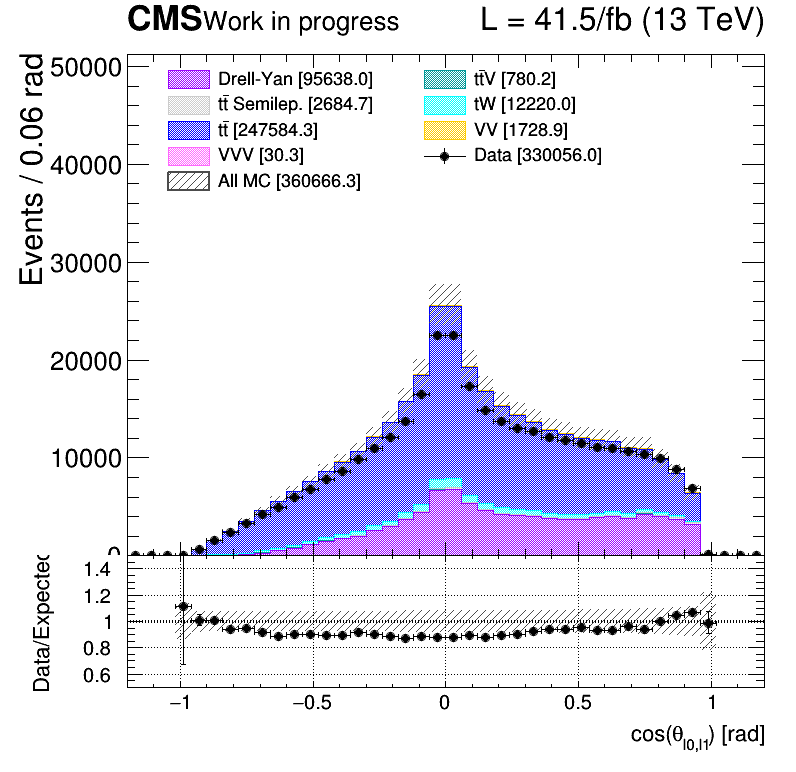 CMS Work in progress L = 41.5/fb (13 TeV)
Events / 0.06 rad
50000
40000
30000
20000
10000
0
Drell-Yan [95638.0]
tt̄ Semilep. [2684.7]
tt̄ [247584.3]
VVV [30.3]
All MC [360666.3]
tt̄V [780.2]
tW [12220.0]
VV [1728.9]
Data [330056.0]
Data/Expected
1.4
1.2
1
0.8
0.6
−1 −0.5 0 0.5 1
cos(θl0,l1) [rad]